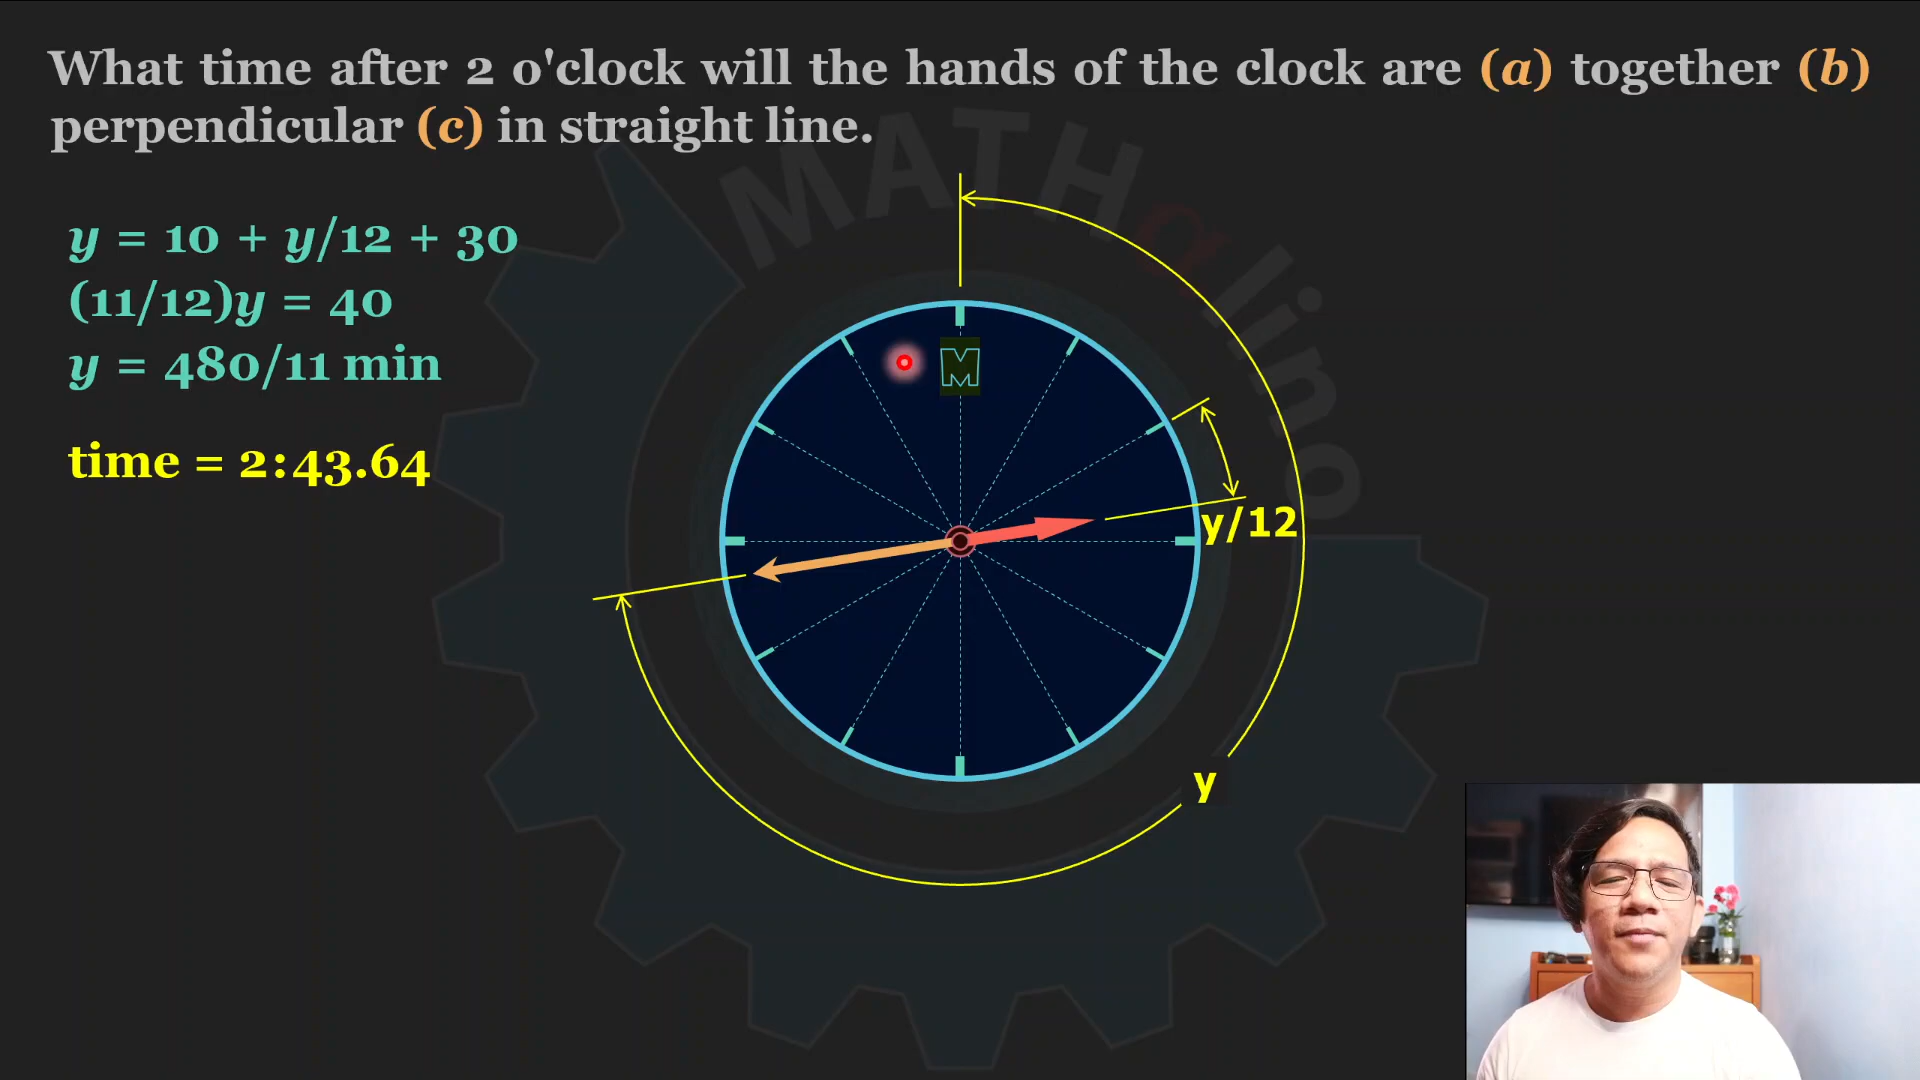 What time after 2 o'clock will the hands of the clock are (a) together (b)
perpendicular (c) in straight line.
MATHalino
y = 10 + y/12 + 30
(11/12)y = 40
y = 480/11 min
time = 2:43.64
M
y/12
y